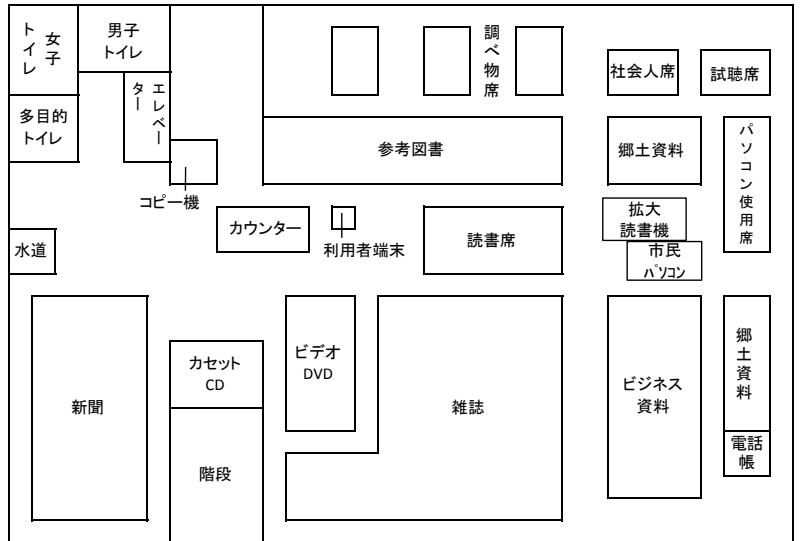 女子
トイレ
男子
トイレ
調べ物席
社会人席
試聴席
エレベー
ター
多目的
トイレ
参考図書
郷土資料
パソコン使用席
コピー機
カウンター
利用者端末
読書席
拡大
読書機
市民
パソコン
水道
新聞
カセット
CD
ビデオ
DVD
雑誌
ビジネス
資料
郷土資料
電話
帳
階段